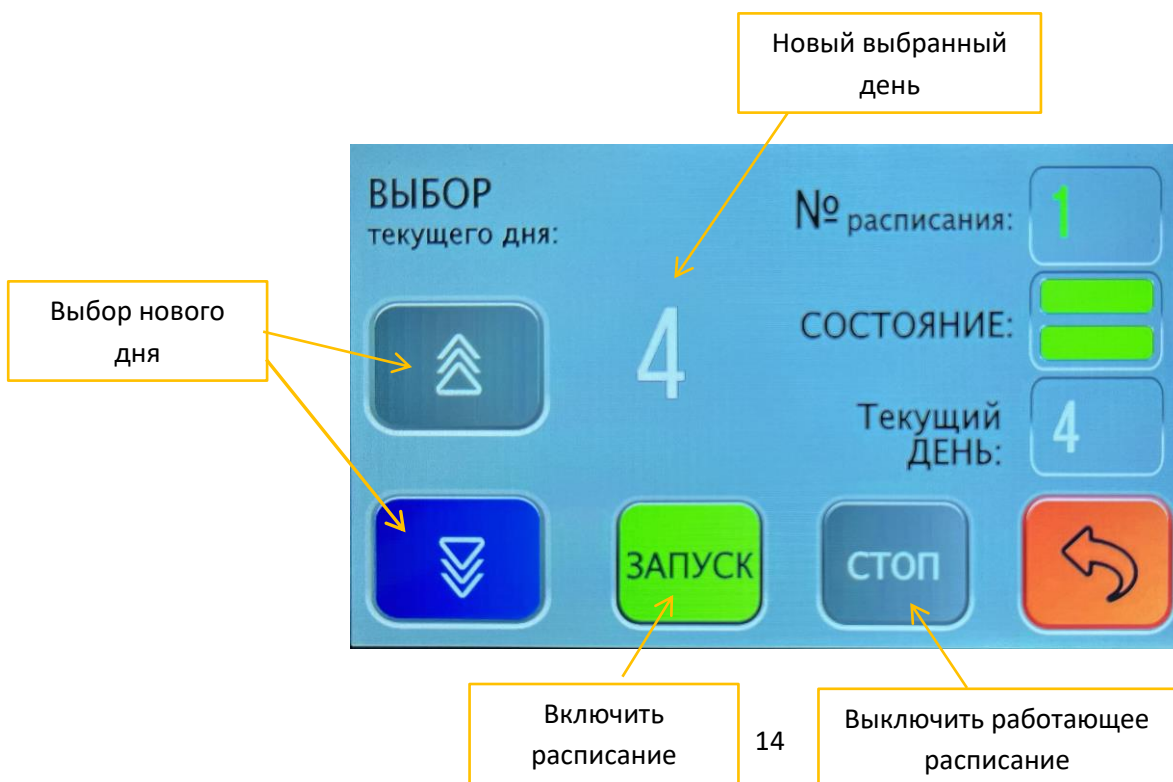 Новый выбранный
день
ВЫБОР
текущего дня:
№ расписания:
1
Выбор нового
дня
4
СОСТОЯНИЕ:
Текущий
ДЕНЬ:
4
ЗАПУСК
СТОП
Включить
расписание
14
Выключить работающее
расписание